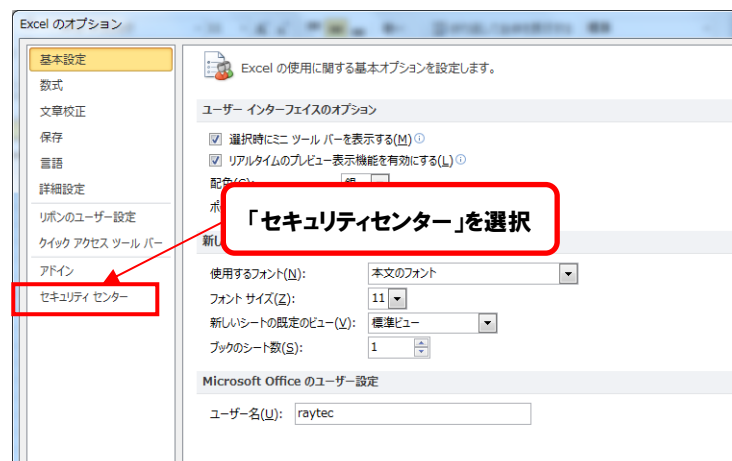 Excel のオプション
基本設定
数式
文章校正
保存
言語
詳細設定
リボンのユーザー設定
クイック アクセス ツール バー
アドイン
セキュリティ センター
Excel の使用に関する基本オプションを設定します。
ユーザー インターフェイスのオプション
選択時にミニ ツール バーを表示する(M)
リアルタイムのプレビュー表示機能を有効にする(L)
「セキュリティセンター」を選択
使用するフォント(N): 本文のフォント
フォント サイズ(Z): 11
新しいシートの既定のビュー(V): 標準ビュー
ブックのシート数(S): 1
Microsoft Office のユーザー設定
ユーザー名(U): raytec